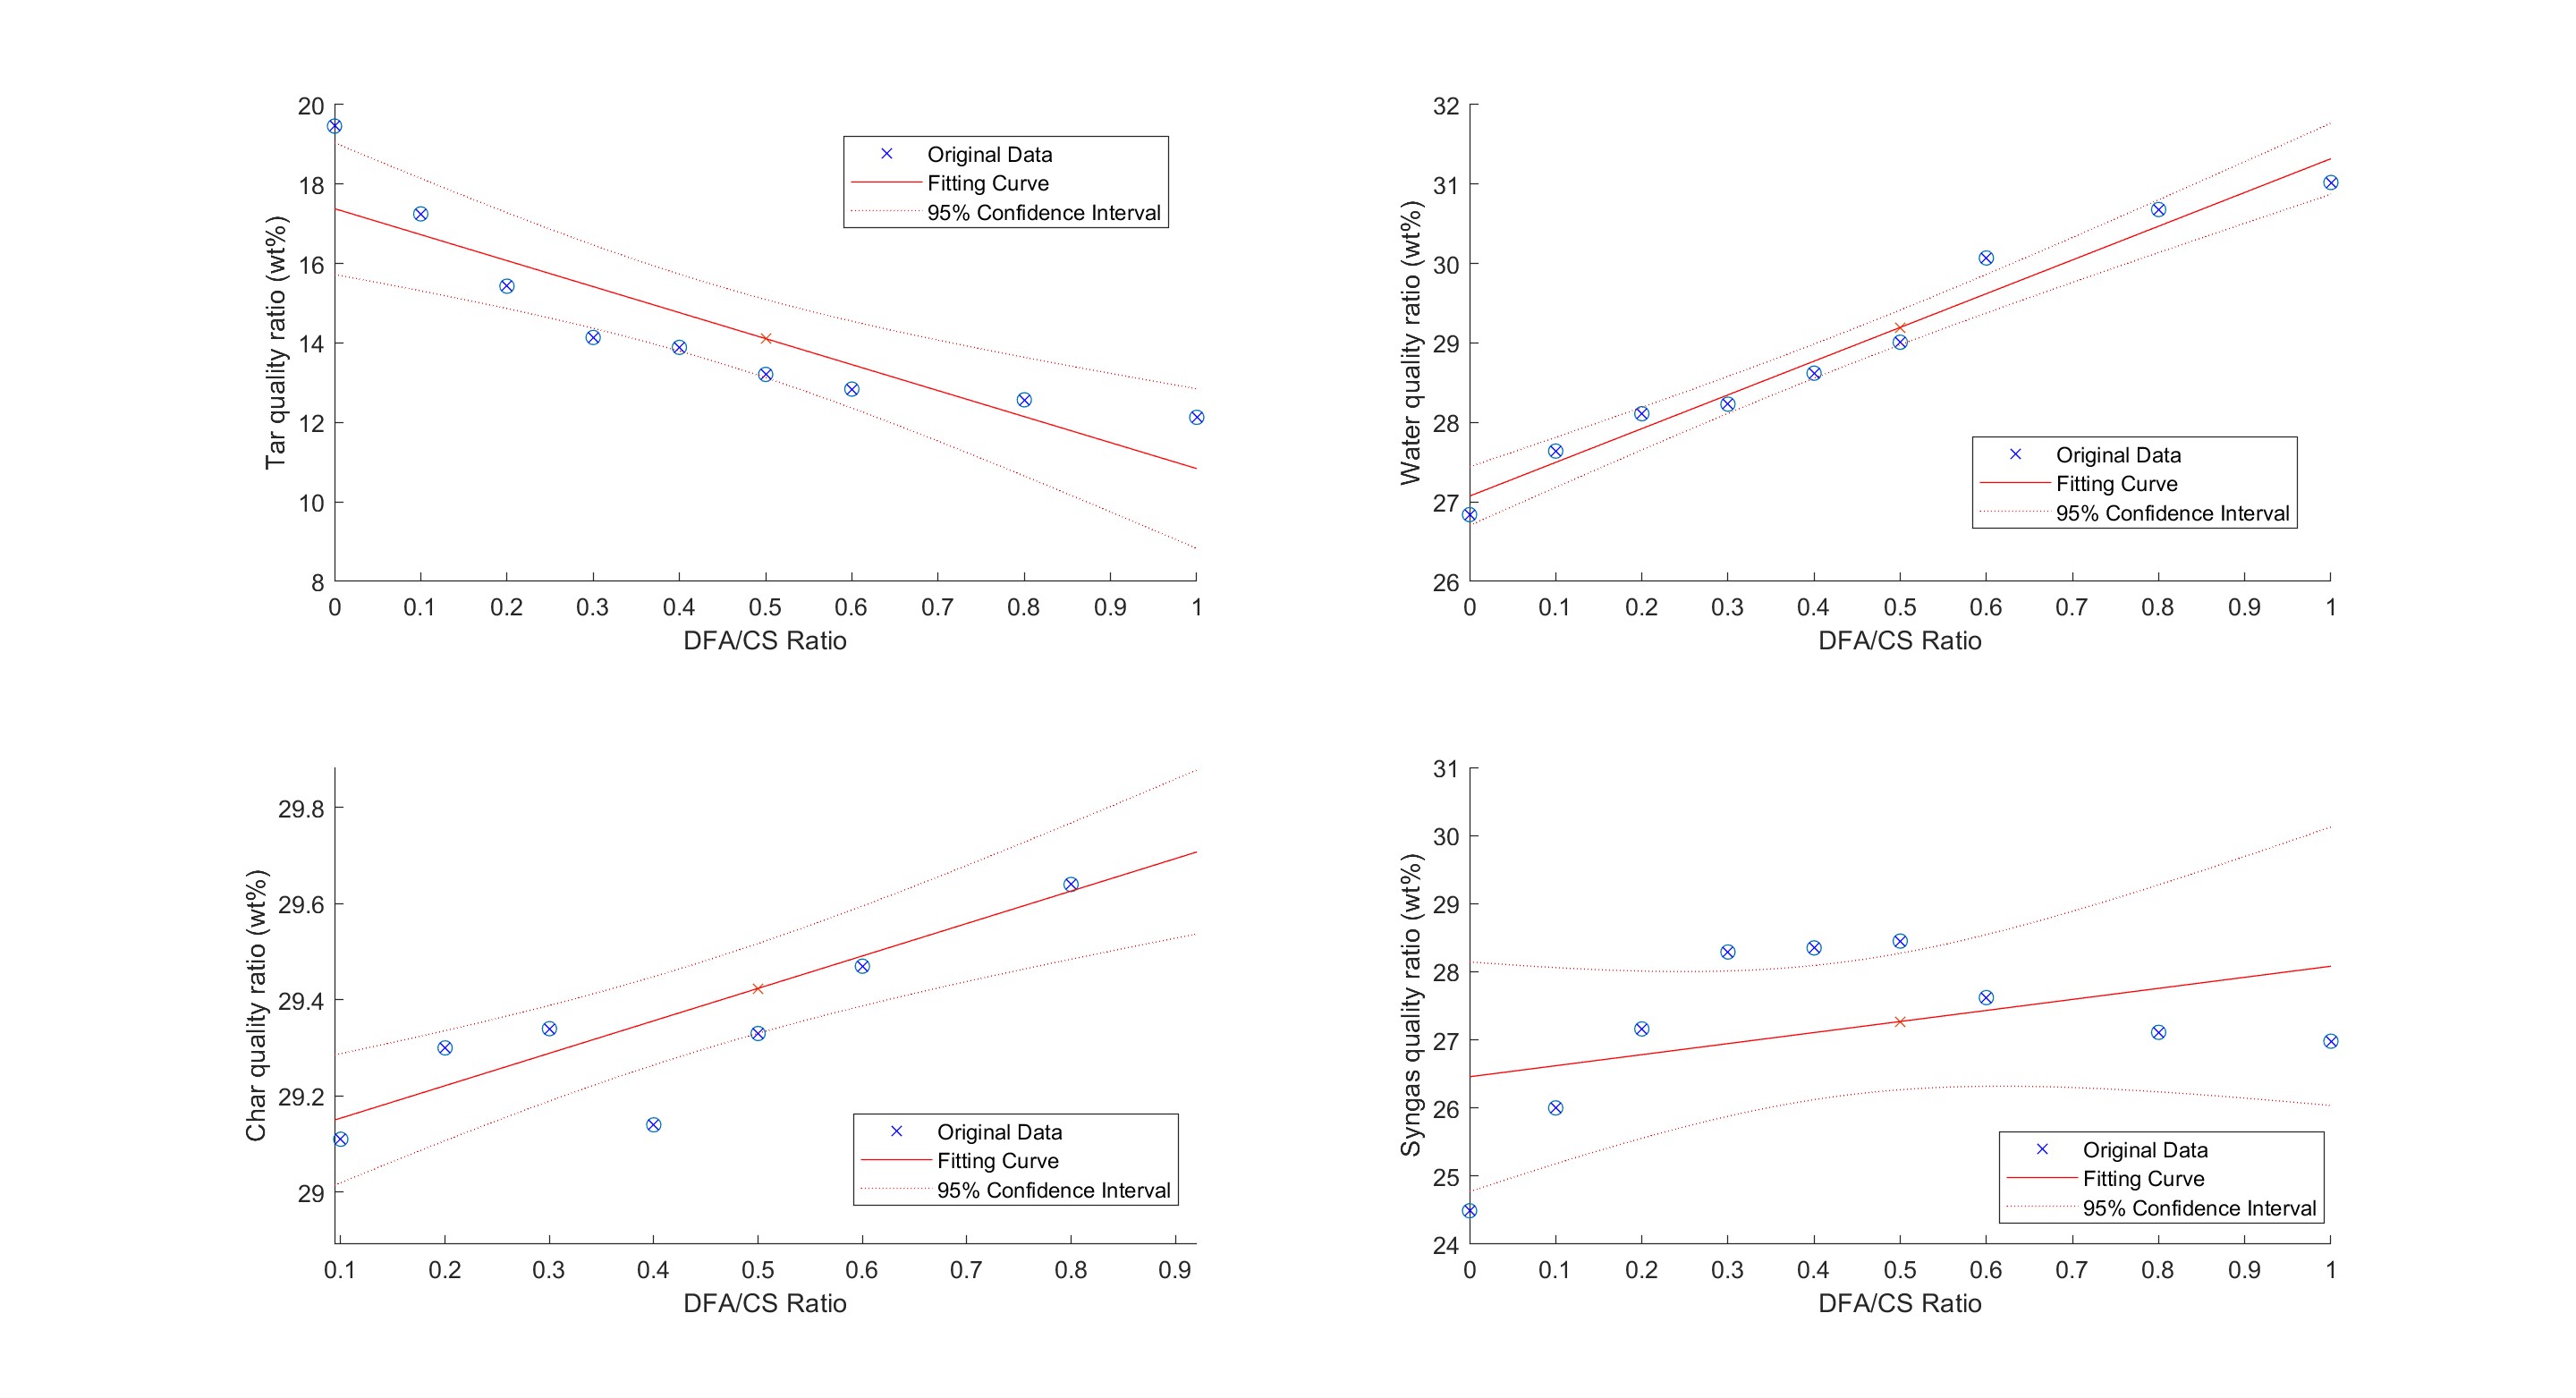 20
18
16
14
12
10
8
Tar quality ratio (wt%)
Original Data
Fitting Curve
95% Confidence Interval
0 0.1 0.2 0.3 0.4 0.5 0.6 0.7 0.8 0.9 1
DFA/CS Ratio
32
31
30
29
28
27
26
Water quality ratio (wt%)
Original Data
Fitting Curve
95% Confidence Interval
0 0.1 0.2 0.3 0.4 0.5 0.6 0.7 0.8 0.9 1
DFA/CS Ratio
29.8
29.6
29.4
29.2
29
Char quality ratio (wt%)
Original Data
Fitting Curve
95% Confidence Interval
0.1 0.2 0.3 0.4 0.5 0.6 0.7 0.8 0.9
DFA/CS Ratio
31
30
29
28
27
26
25
24
Syngas quality ratio (wt%)
Original Data
Fitting Curve
95% Confidence Interval
0 0.1 0.2 0.3 0.4 0.5 0.6 0.7 0.8 0.9 1
DFA/CS Ratio